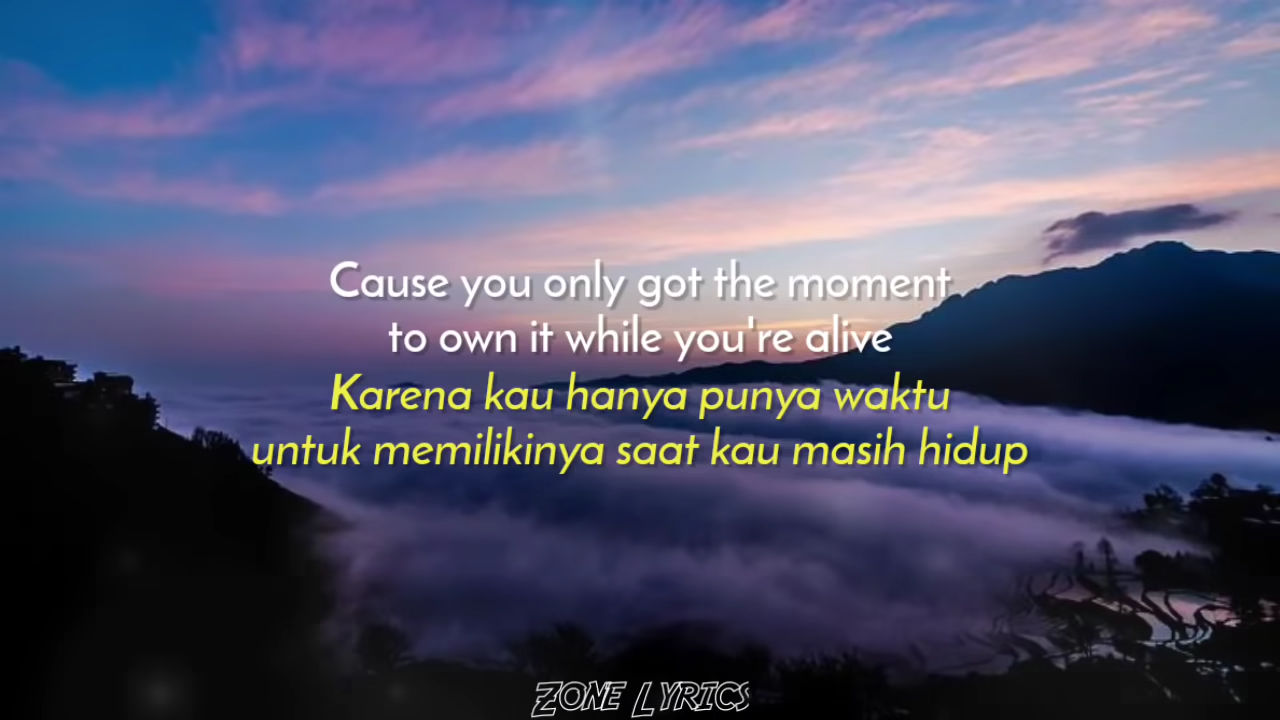 Cause you only got the moment
to own it while you're alive
Karena kau hanya punya waktu
untuk memilikinya saat kau masih hidup
ZONE LYRICS